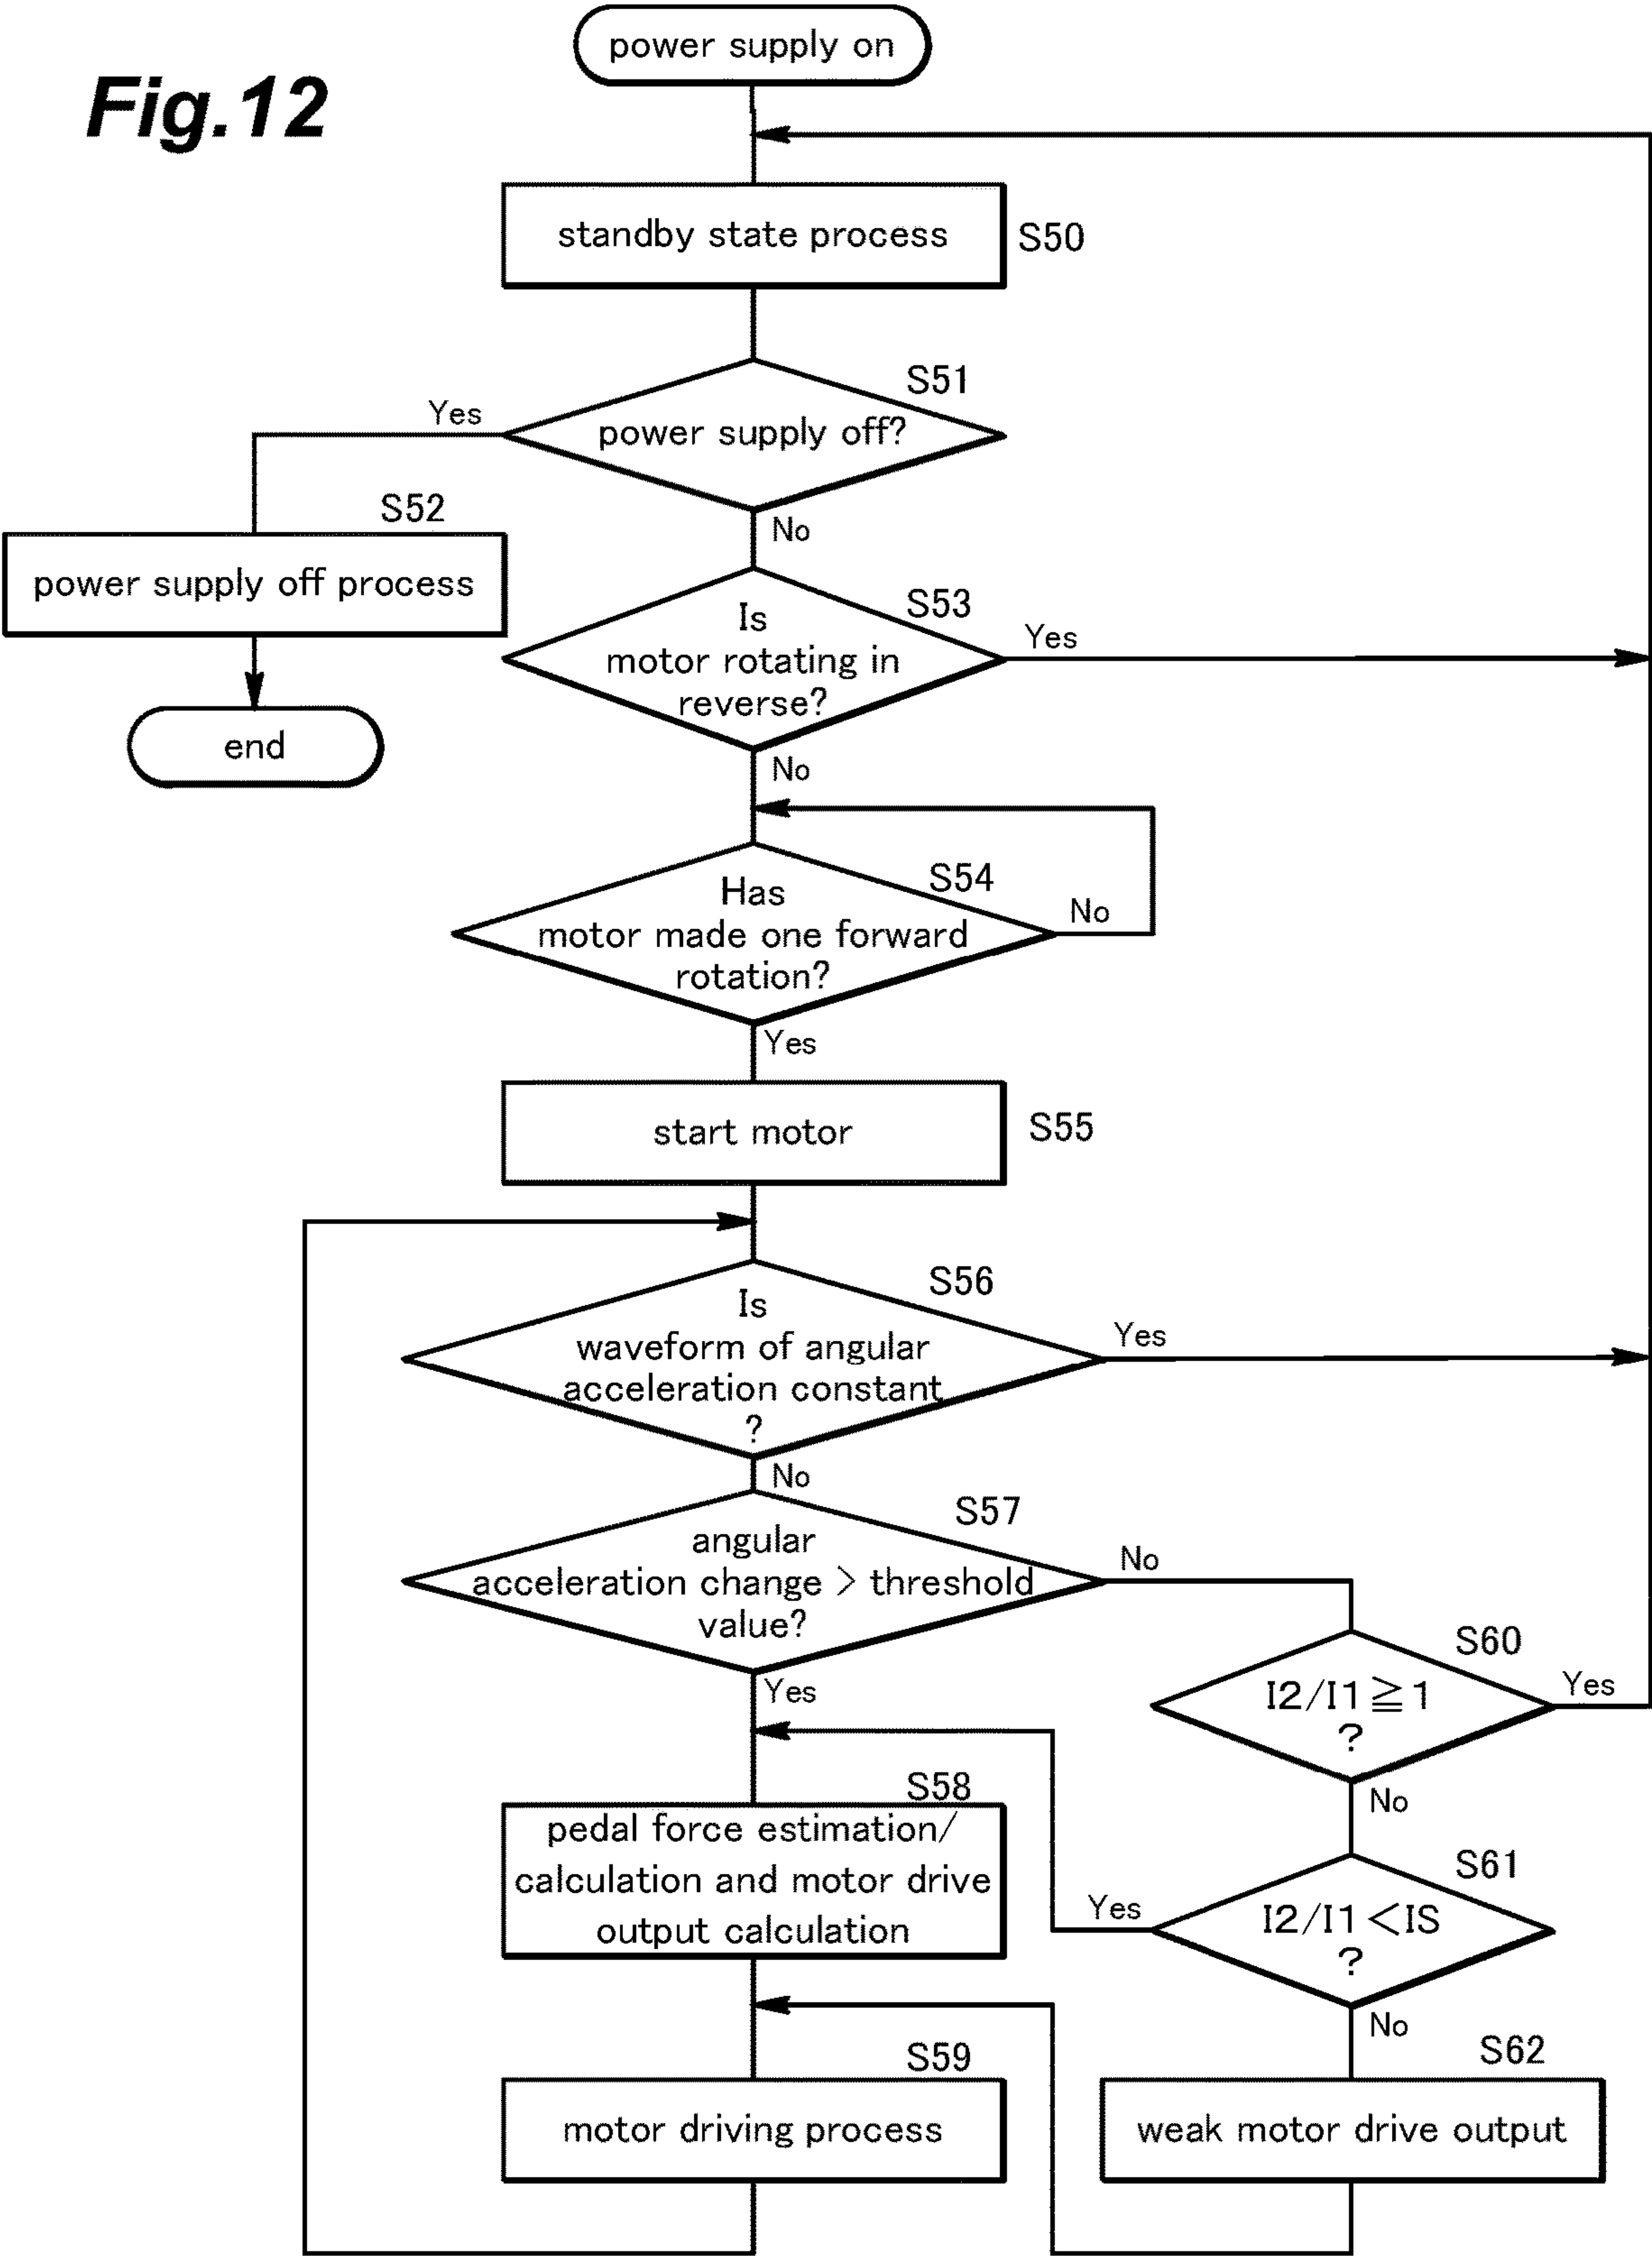 Fig.12
power supply on
standby state process
S50
S51
power supply off?
Yes
No
S52
power supply off process
end
S53
Is
motor rotating in
reverse?
Yes
No
S54
Has
motor made one forward
rotation?
No
Yes
start motor
S55
S56
Is
waveform of angular
acceleration constant
?
Yes
No
S57
angular
acceleration change > threshold
value?
No
Yes
S60
I2/I1≧1
?
Yes
No
S58
pedal force estimation/
calculation and motor drive
output calculation
S61
I2/I1<IS
?
Yes
No
S59
motor driving process
S62
weak motor drive output